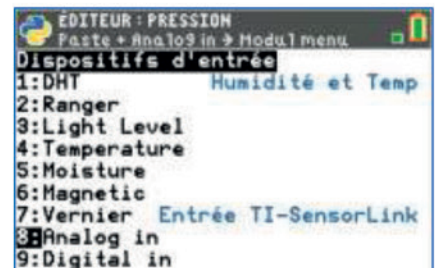 ÉDITEUR : PRESSION
Paste + Analog in → Modul menu
Dispositifs d'entrée
1:DHT Humidité et Temp
2:Ranger
3:Light Level
4:Temperature
5:Moisture
6:Magnetic
7:Vernier Entrée TI-SensorLink
8:Analog in
9:Digital in